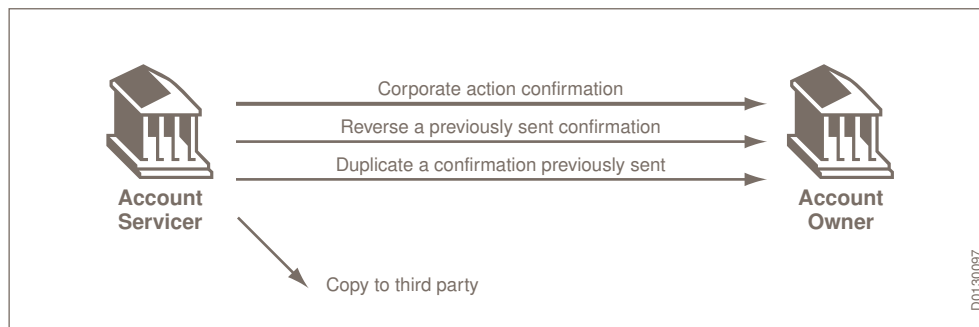 Corporate action confirmation
Reverse a previously sent confirmation
Duplicate a confirmation previously sent
Account
Servicer
Account
Owner
Copy to third party
D0130097